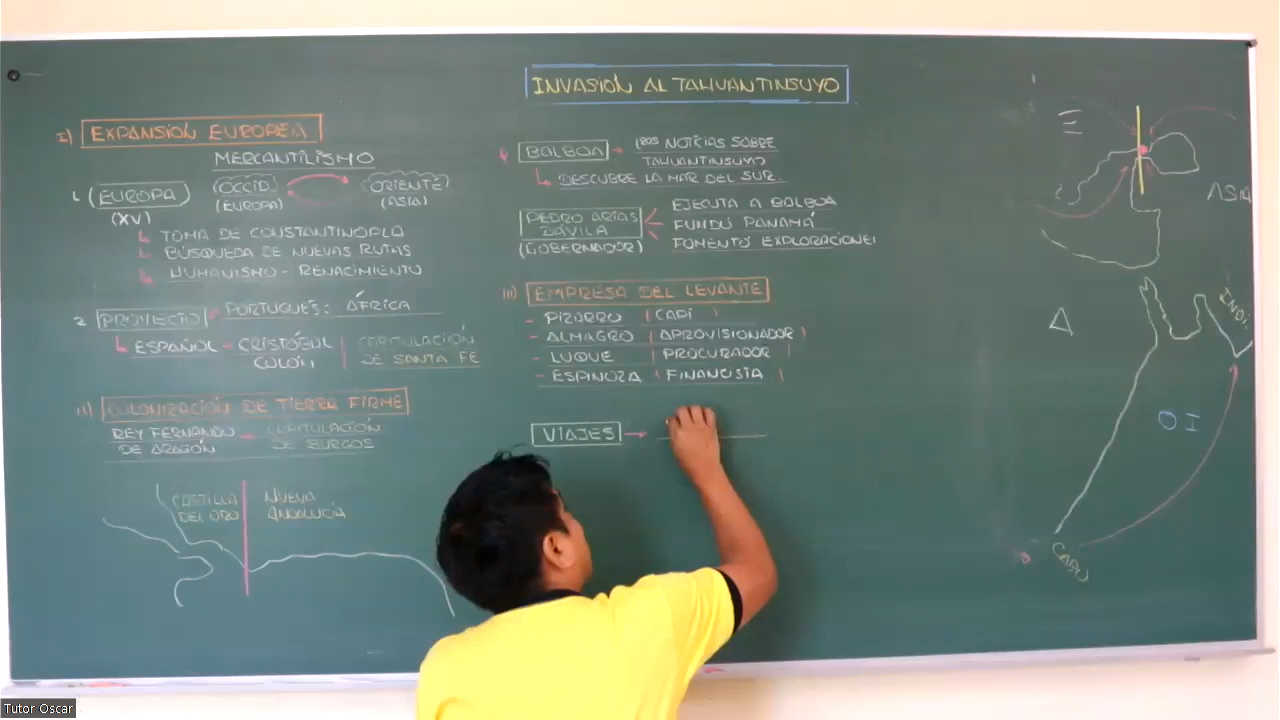 INVASIÓN AL TAHUANTINSUYO
I) EXPANSIÓN EUROPEA
MERCANTILISMO
1. EUROPA (XV)
OCCID. (EUROPA)
ORIENTE (ASIA)
TOMA DE CONSTANTINOPLA
BÚSQUEDA DE NUEVAS RUTAS
HUMANISMO - RENACIMIENTO
2. PROYECTO
PORTUGUÉS: ÁFRICA
ESPAÑOL - CRISTÓBUL COLÓN
CAPITULACIÓN DE SANTA FE
II) COLONIZACIÓN DE TIERRA FIRME
REY FERNANDO DE ARAGÓN - CAPITULACIÓN DE BURGOS
CASTILLA DEL ORO
NUEVA ANDALUCÍA
BALBOA
1RAS NOTICIAS SOBRE
TAHUANTINSUYO
DESCUBRE LA MAR DEL SUR.
PEDRO ARIAS DÁVILA
(GOBERNADOR)
EJECUTA A BALBOA
FUNDÓ PANAMÁ
FOMENTÓ EXPLORACIONES
III) EMPRESA DEL LEVANTE
- PIZARRO (CAPI)
- ALMAGRO (APROVISIONADOR)
- LUQUE (PROCURADOR)
- ESPINOZA (FINANCISTA)
VIAJES
E
ASIA
A
INDI
OI
Tutor Oscar